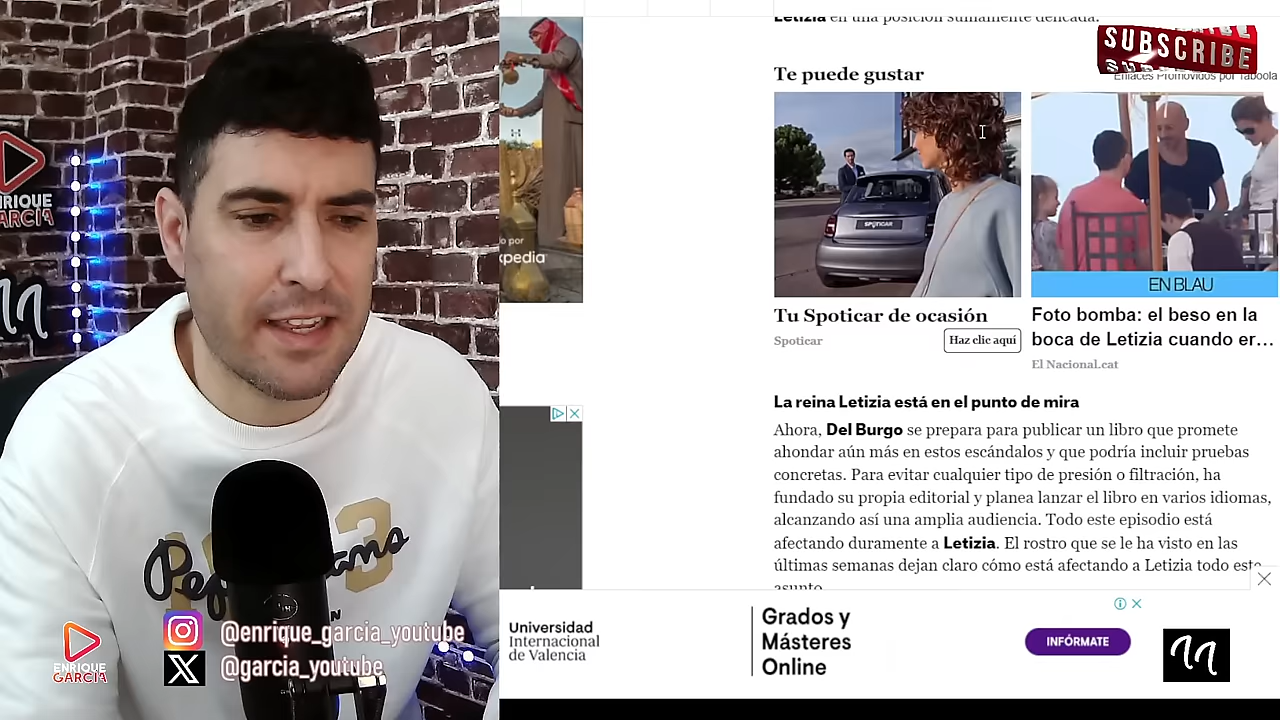 Letizia en una posición sumamente delicada.
SUBSCRIBE
Te puede gustar
Enlaces Promovidos por Taboola
ENRIQUE
GARCÍA
SPOTICAR
EN BLAU
Tu Spoticar de ocasión
Spoticar
Haz clic aquí
Foto bomba: el beso en la
boca de Letizia cuando er...
El Nacional.cat
La reina Letizia está en el punto de mira
Ahora, Del Burgo se prepara para publicar un libro que promete
ahondar aún más en estos escándalos y que podría incluir pruebas
concretas. Para evitar cualquier tipo de presión o filtración, ha
fundado su propia editorial y planea lanzar el libro en varios idiomas,
alcanzando así una amplia audiencia. Todo este episodio está
afectando duramente a Letizia. El rostro que se le ha visto en las
últimas semanas dejan claro cómo está afectando a Letizia todo este
asunto.
@enrique_garcia_youtube
@garcia_youtube
ENRIQUE
GARCÍA
Universidad
Internacional
de Valencia
Grados y
Másteres
Online
INFÓRMATE